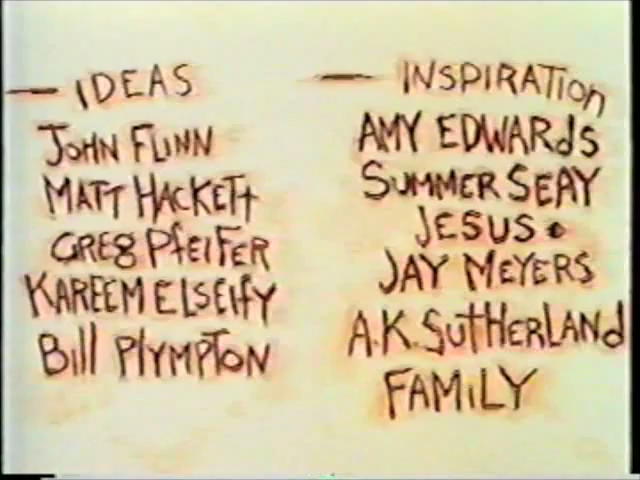 — IDEAS
JOHN FLINN
MATT HACKETT
GREG PFEIFER
KAREEM ELSEIFY
Bill PlYMPTON
— INSPIRATION
AMY EDWARdS
SUMMER SEAY
JESUS
JAY MEYERS
A.K. SUTHERLANd
FAMiLY